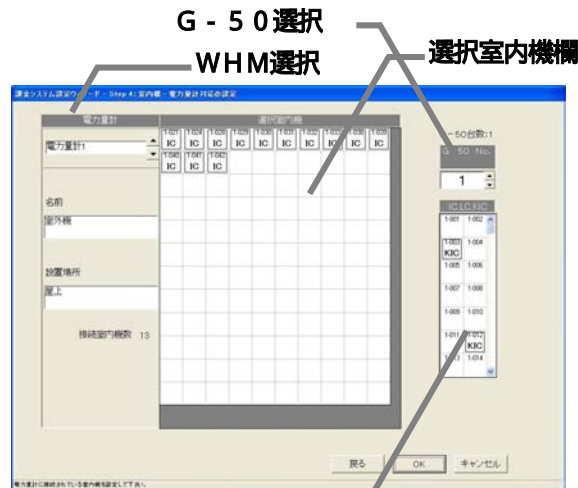 G-50選択
WHM選択
選択室内機欄
課金システム設定ウィザード - Step 4: 室内機 - 電力量計対応の設定
電力量計
選択室内機
電力量計1
1-021 1-024 1-028 1-029 1-030 1-031 1-032 1-033 1-038 1-039
IC IC IC IC IC IC IC IC IC IC
1-040 1-041 1-042
IC IC IC
名前
室外機
設置場所
屋上
接続室内機数 13
-50台数:1
G 50 No.
1
IC,LC,KIC
1-001 1-002
1-003 1-004
KIC
1-005 1-006
1-007 1-008
1-009 1-010
1-011 1-012
KIC
1-013 1-014
戻る OK キャンセル
電力量計に接続されている室内機を設定して下さい。